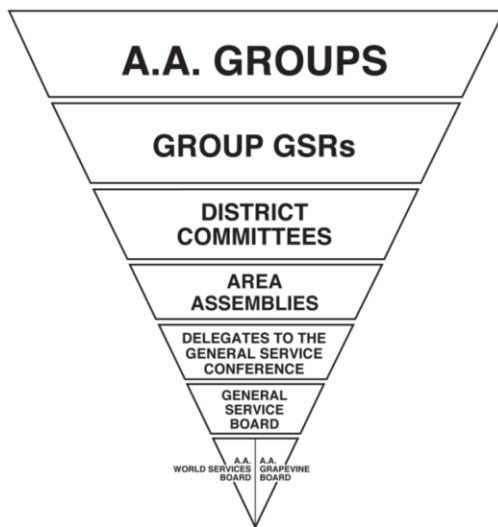 A.A. GROUPS
GROUP GSRs
DISTRICT
COMMITTEES
AREA
ASSEMBLIES
DELEGATES TO THE
GENERAL SERVICE
CONFERENCE
GENERAL
SERVICE
BOARD
A.A.
WORLD SERVICES
BOARD
A.A.
GRAPEVINE
BOARD